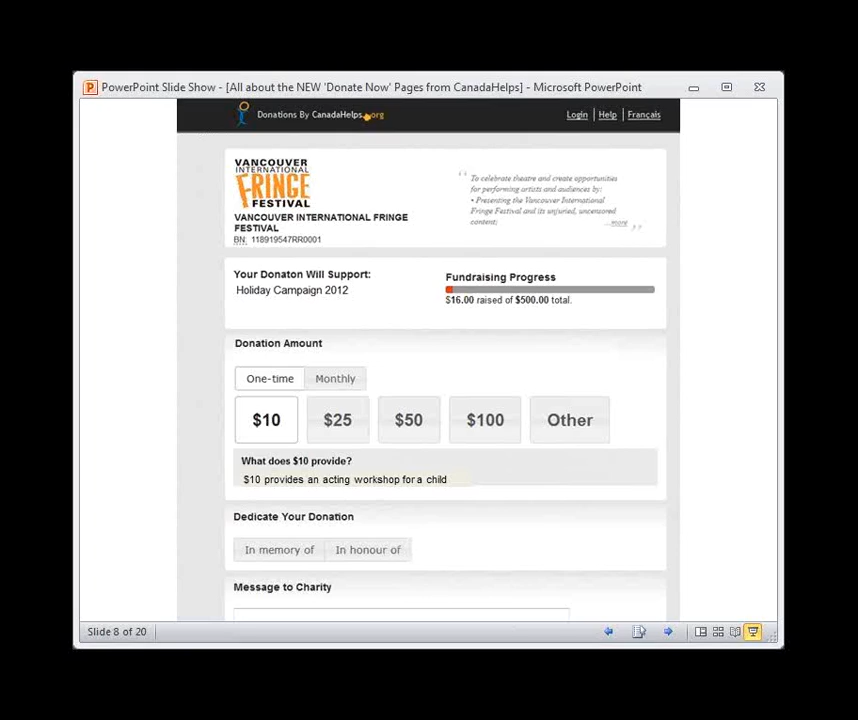 PowerPoint Slide Show - [All about the NEW 'Donate Now' Pages from CanadaHelps] - Microsoft PowerPoint
Donations By CanadaHelps.org
Login | Help | Français
VANCOUVER
INTERNATIONAL
FRINGE
FESTIVAL
VANCOUVER INTERNATIONAL FRINGE
FESTIVAL
BN: 118919547RR0001
“ To celebrate theatre and create opportunities
for performing artists and audiences by:
• Presenting the Vancouver International
Fringe Festival and its unjuried, uncensored
content;
...more ”
Your Donaton Will Support:
Holiday Campaign 2012
Fundraising Progress
$16.00 raised of $500.00 total.
Donation Amount
One-time Monthly
$10 $25 $50 $100 Other
What does $10 provide?
$10 provides an acting workshop for a child
Dedicate Your Donation
In memory of In honour of
Message to Charity
Slide 8 of 20